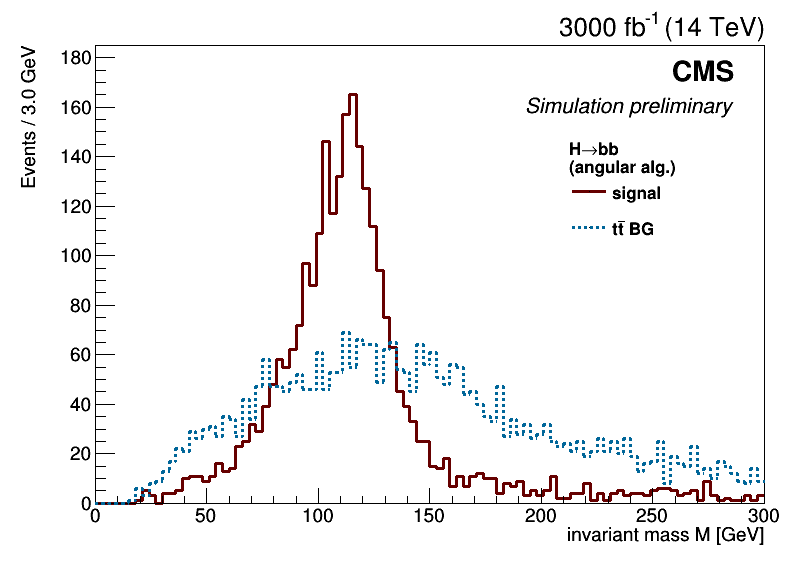 3000 fb-1 (14 TeV)
CMS
Simulation preliminary
H→bb
(angular alg.)
signal
tt̄ BG
Events / 3.0 GeV
180
160
140
120
100
80
60
40
20
0
0 50 100 150 200 250 300
invariant mass M [GeV]